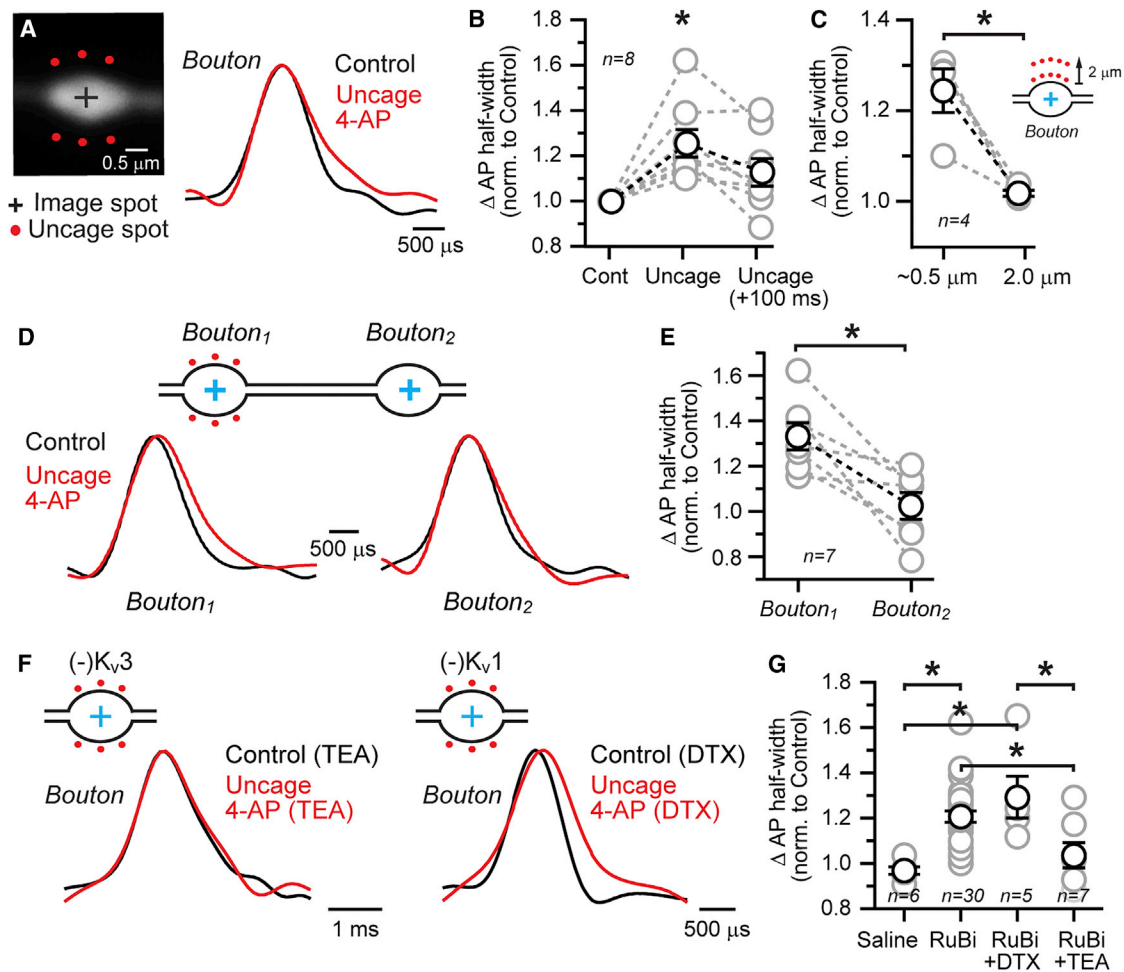 A
0.5 μm
+ Image spot
Uncage spot
Bouton
Control
Uncage
4-AP
500 μs
B
Δ AP half-width
(norm. to Control)
1.8
1.6
1.4
1.2
1.0
0.8
n=8
*
Cont
Uncage
Uncage
(+100 ms)
C
Δ AP half-width
(norm. to Control)
1.4
1.2
1.0
*
n=4
2 μm
Bouton
~0.5 μm
2.0 μm
D
Bouton1
Bouton2
Control
Uncage
4-AP
500 μs
Bouton1
Bouton2
E
Δ AP half-width
(norm. to Control)
1.6
1.4
1.2
1.0
0.8
*
n=7
Bouton1
Bouton2
F
(-)Kv3
Bouton
Control (TEA)
Uncage
4-AP (TEA)
1 ms
(-)Kv1
Bouton
Control (DTX)
Uncage
4-AP (DTX)
500 μs
G
Δ AP half-width
(norm. to Control)
1.8
1.6
1.4
1.2
1.0
0.8
* *
*
*
n=6 n=30 n=5 n=7
Saline
RuBi
RuBi
+DTX
RuBi
+TEA